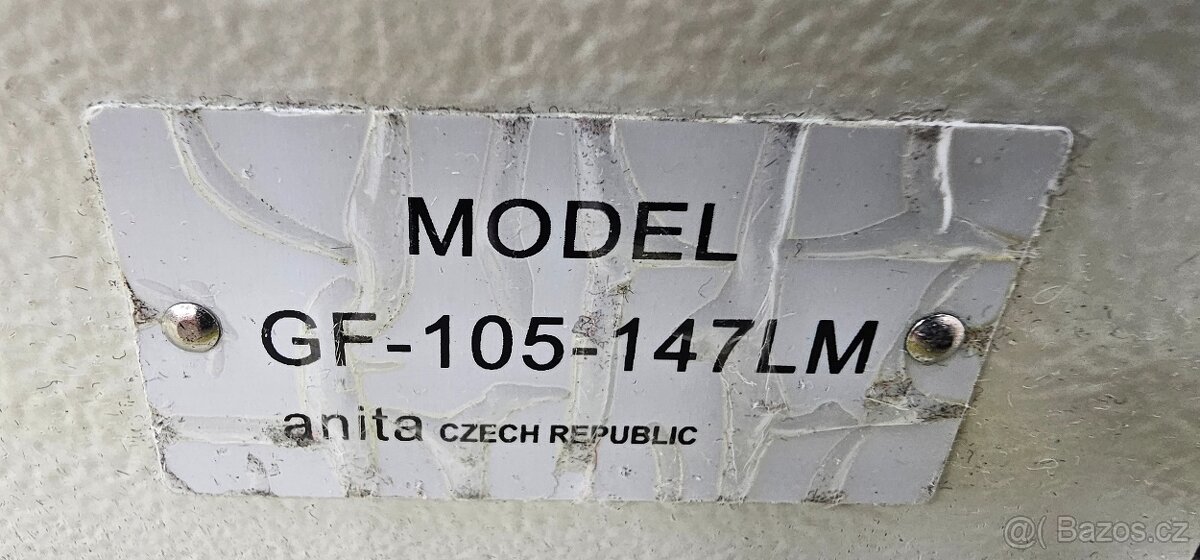 MODEL
GF-105-147LM
anita CZECH REPUBLIC
@( Bazos.cz